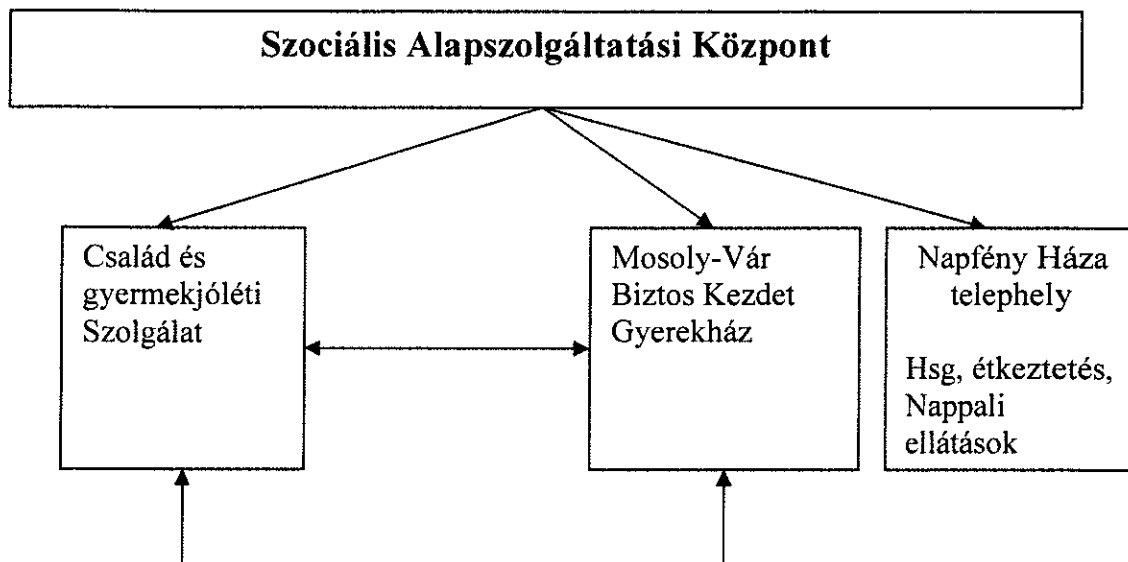 Szociális Alapszolgáltatási Központ
Család és
gyermekjóléti
Szolgálat
Mosoly-Vár
Biztos Kezdet
Gyerekház
Napfény Háza
telephely
Hsg, étkeztetés,
Nappali
ellátások